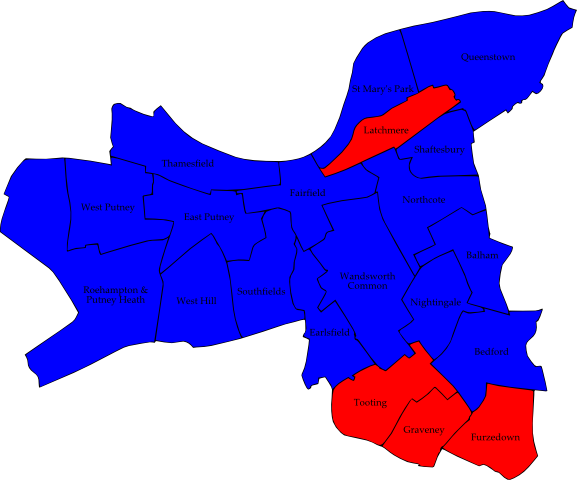 Queenstown
St Mary's Park
Latchmere
Shaftesbury
Thamesfield
Fairfield
Northcote
West Putney
East Putney
Balham
Wandsworth
Common
Roehampton &
Putney Heath
West Hill
Southfields
Nightingale
Earlsfield
Bedford
Tooting
Graveney
Furzedown